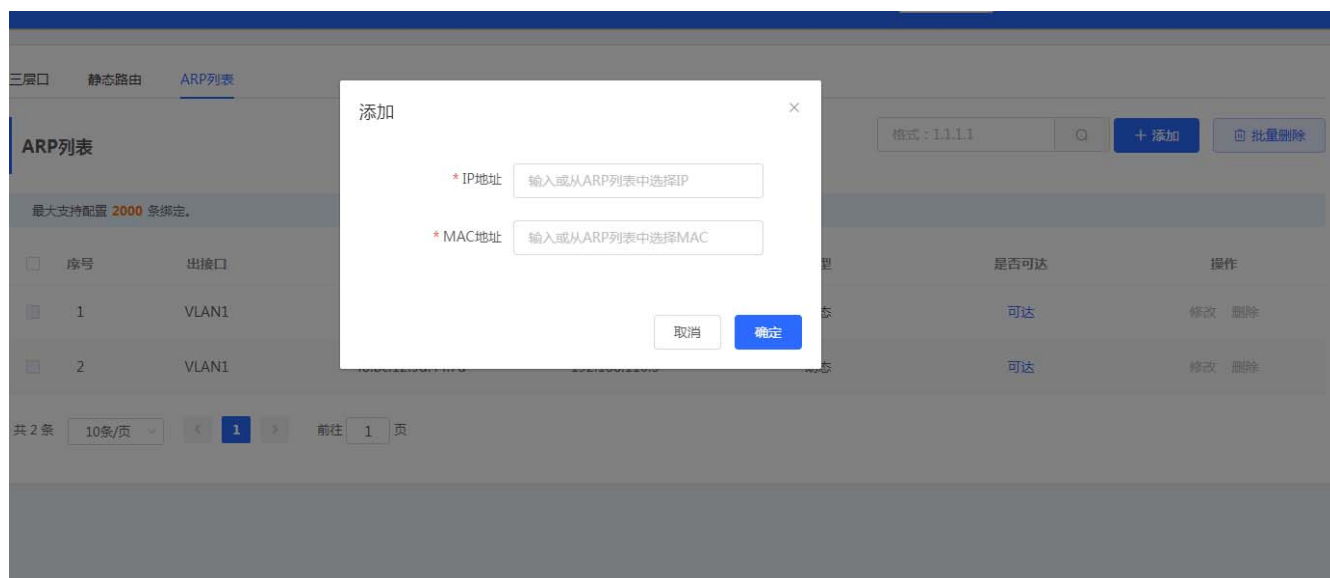 三层口 静态路由 ARP列表
添加
ARP列表
格式：1.1.1.1
+ 添加
批量删除
* IP地址 输入或从ARP列表中选择IP
最大支持配置 2000 条绑定。
* MAC地址 输入或从ARP列表中选择MAC
序号 出接口 型 是否可达 操作
1 VLAN1 态 可达 修改 删除
取消 确定
2 VLAN1 可达 修改 删除
共 2 条 10条/页 < 1 > 前往 1 页